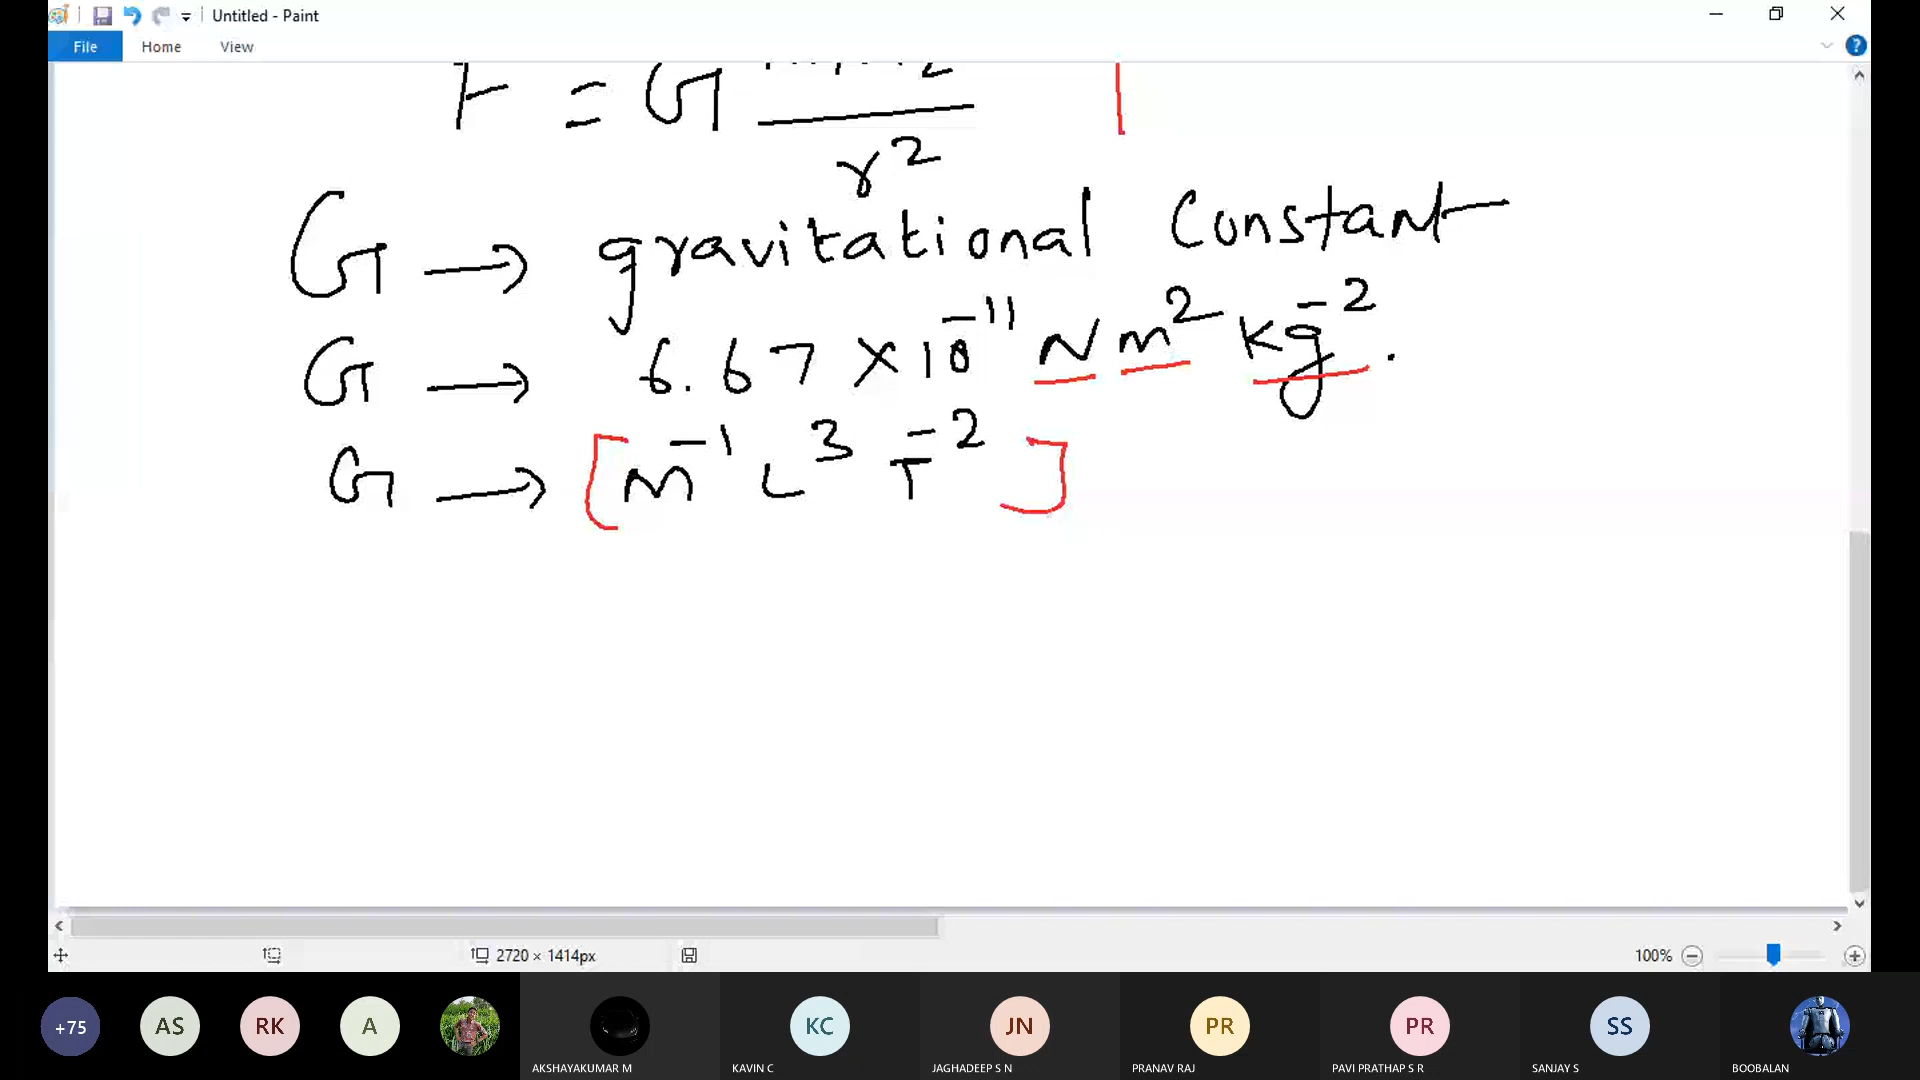 Untitled - Paint
File Home View
F = G m₁m₂
r²
G → gravitational Constant
G → 6.67 × 10⁻¹¹ N m² kg⁻².
G → [M⁻¹ L³ T⁻²]
2720 × 1414px
100%
+75 AS RK A KC JN PR PR SS
AKSHAYAKUMAR M KAVIN C JAGHADEEP S N PRANAV RAJ PAVI PRATHAP S R SANJAY S BOOBALAN